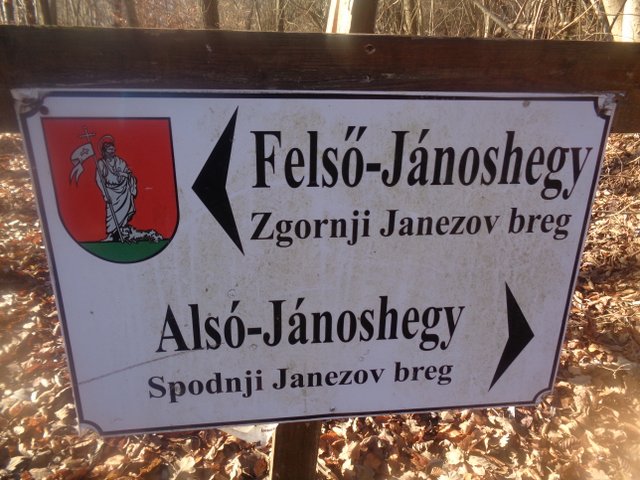 Felső-Jánoshegy
Zgornji Janezov breg
Alsó-Jánoshegy
Spodnji Janezov breg